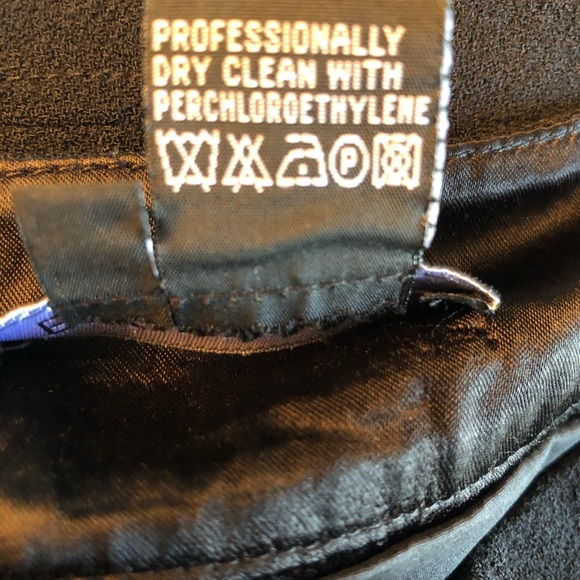 PROFESSIONALLY
DRY CLEAN WITH
PERCHLOROETHYLENE
P